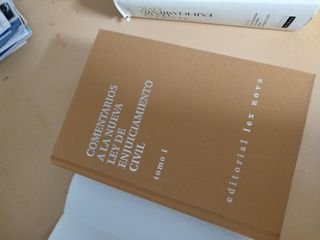 COMENTARIOS
A LA NUEVA
LEY DE
ENJUICIAMIENTO
CIVIL
tomo I
editorial lex nova